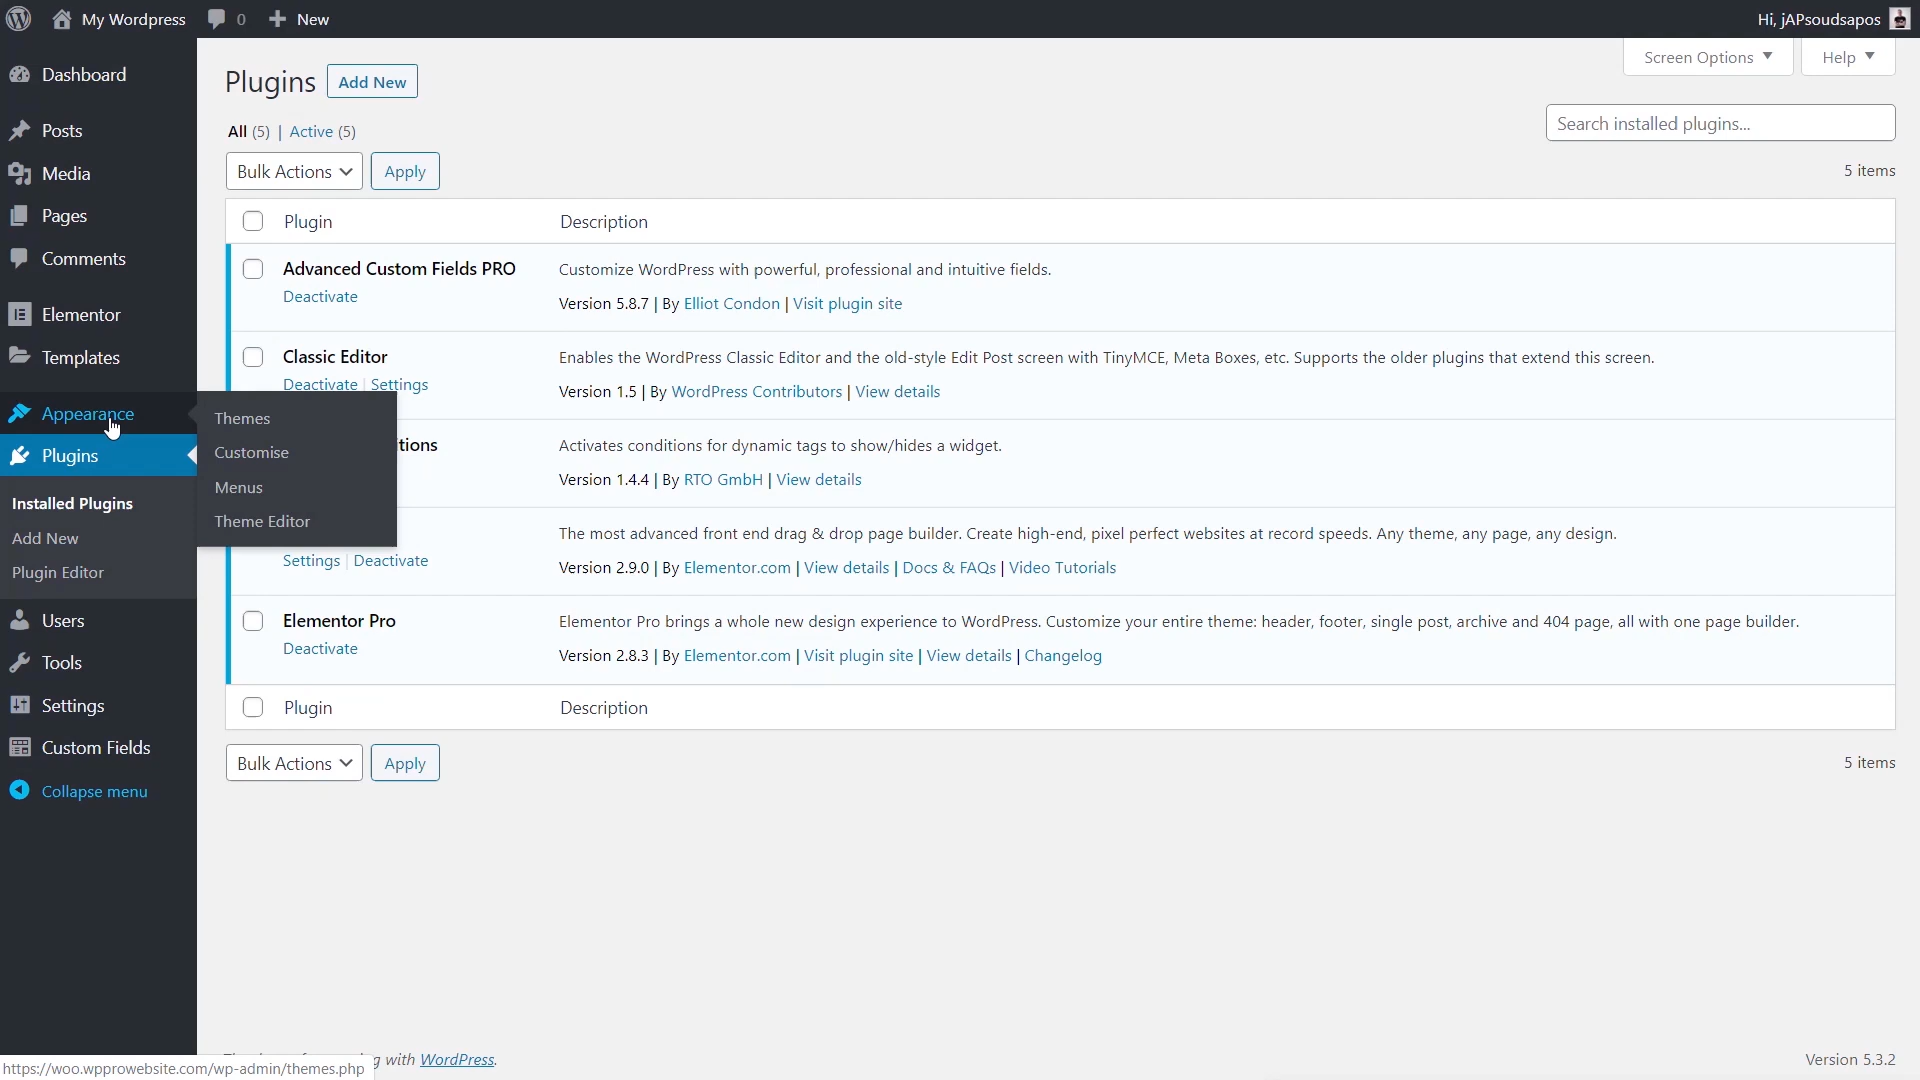 My Wordpress 0 New Hi, jAPsoudsapos
Dashboard
Posts
Media
Pages
Comments
Elementor
Templates
Appearance
Plugins
Installed Plugins
Add New
Plugin Editor
Users
Tools
Settings
Custom Fields
Collapse menu
Themes
Customise
Menus
Theme Editor
Screen Options Help
Plugins Add New
All (5) | Active (5)
Search installed plugins...
Bulk Actions Apply 5 items
Plugin Description
Advanced Custom Fields PRO Customize WordPress with powerful, professional and intuitive fields.
Deactivate
Version 5.8.7 | By Elliot Condon | Visit plugin site
Classic Editor Enables the WordPress Classic Editor and the old-style Edit Post screen with TinyMCE, Meta Boxes, etc. Supports the older plugins that extend this screen.
Deactivate | Settings
Version 1.5 | By WordPress Contributors | View details
itions Activates conditions for dynamic tags to show/hides a widget.
Version 1.4.4 | By RTO GmbH | View details
The most advanced front end drag & drop page builder. Create high-end, pixel perfect websites at record speeds. Any theme, any page, any design.
Settings | Deactivate
Version 2.9.0 | By Elementor.com | View details | Docs & FAQs | Video Tutorials
Elementor Pro Elementor Pro brings a whole new design experience to WordPress. Customize your entire theme: header, footer, single post, archive and 404 page, all with one page builder.
Deactivate
Version 2.8.3 | By Elementor.com | Visit plugin site | View details | Changelog
Plugin Description
Bulk Actions Apply 5 items
g with WordPress. Version 5.3.2
https://woo.wpprowebsite.com/wp-admin/themes.php